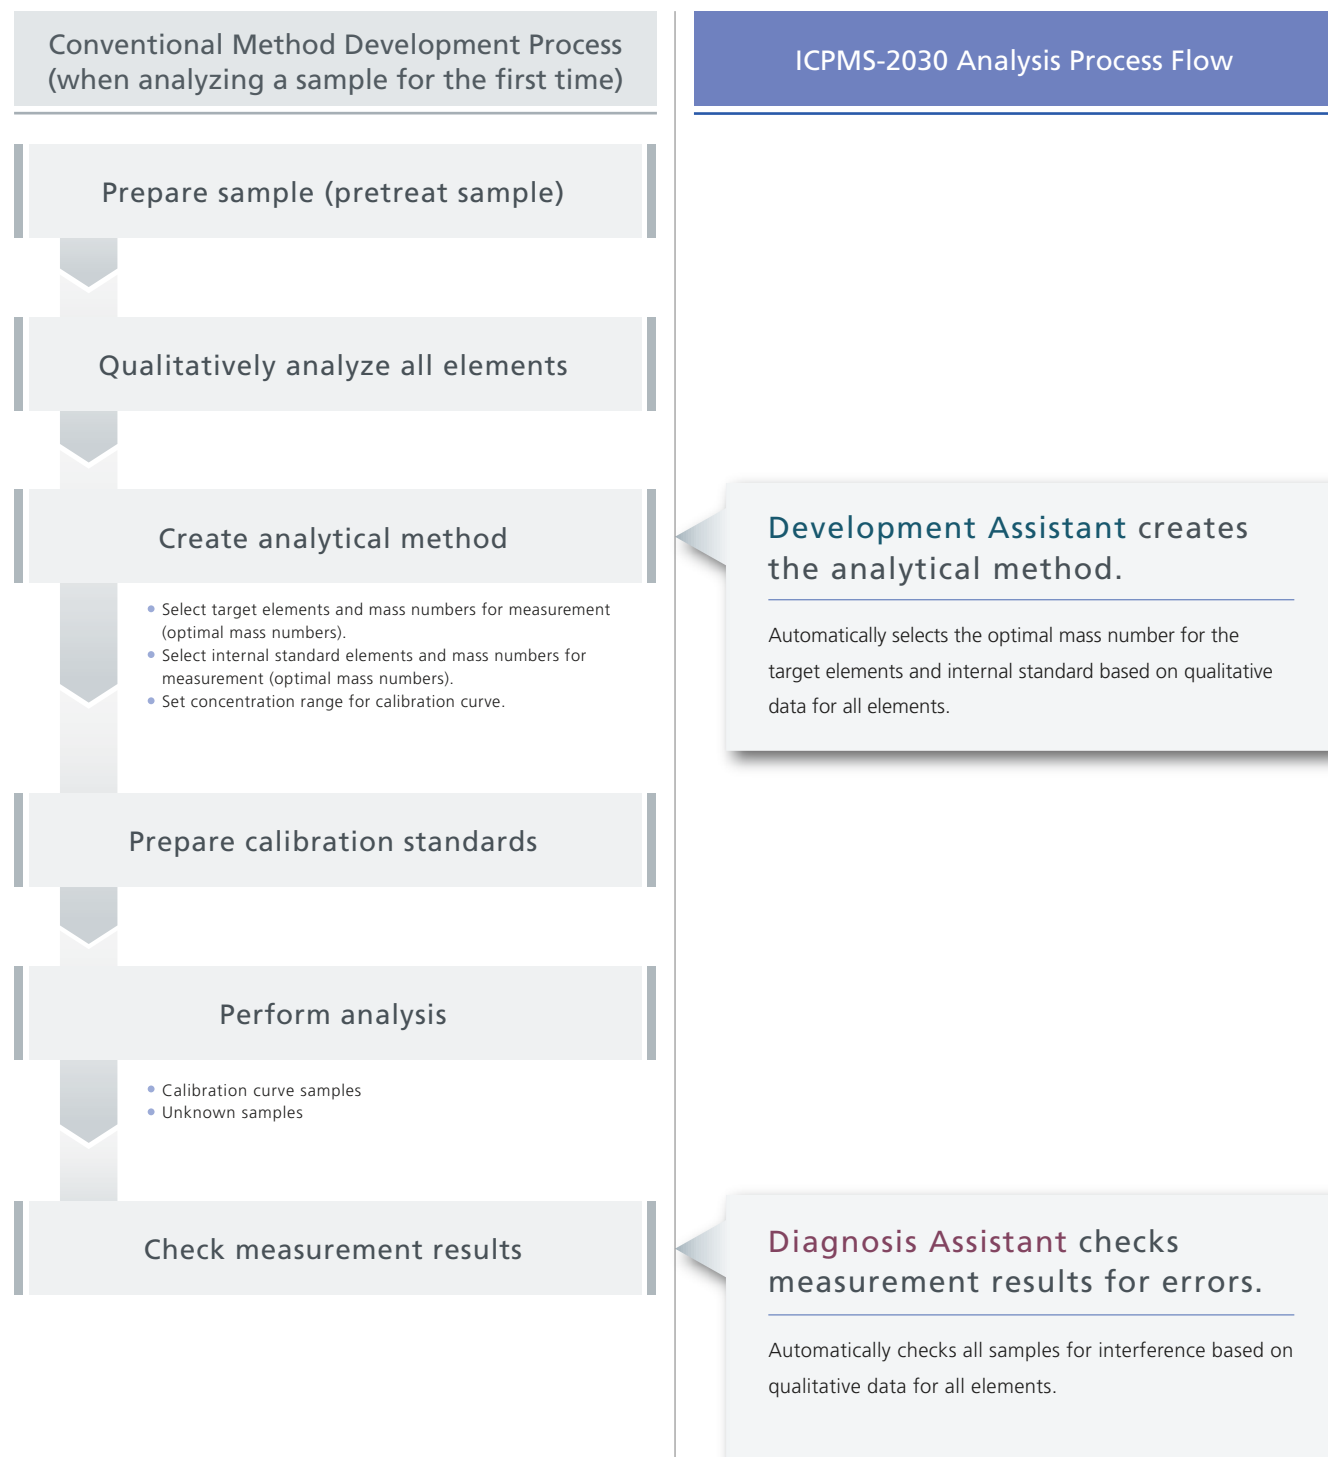 Conventional Method Development Process
(when analyzing a sample for the first time)
ICPMS-2030 Analysis Process Flow
Prepare sample (pretreat sample)
Qualitatively analyze all elements
Create analytical method
• Select target elements and mass numbers for measurement
(optimal mass numbers).
• Select internal standard elements and mass numbers for
measurement (optimal mass numbers).
• Set concentration range for calibration curve.
Development Assistant creates
the analytical method.
Automatically selects the optimal mass number for the
target elements and internal standard based on qualitative
data for all elements.
Prepare calibration standards
Perform analysis
• Calibration curve samples
• Unknown samples
Check measurement results
Diagnosis Assistant checks
measurement results for errors.
Automatically checks all samples for interference based on
qualitative data for all elements.